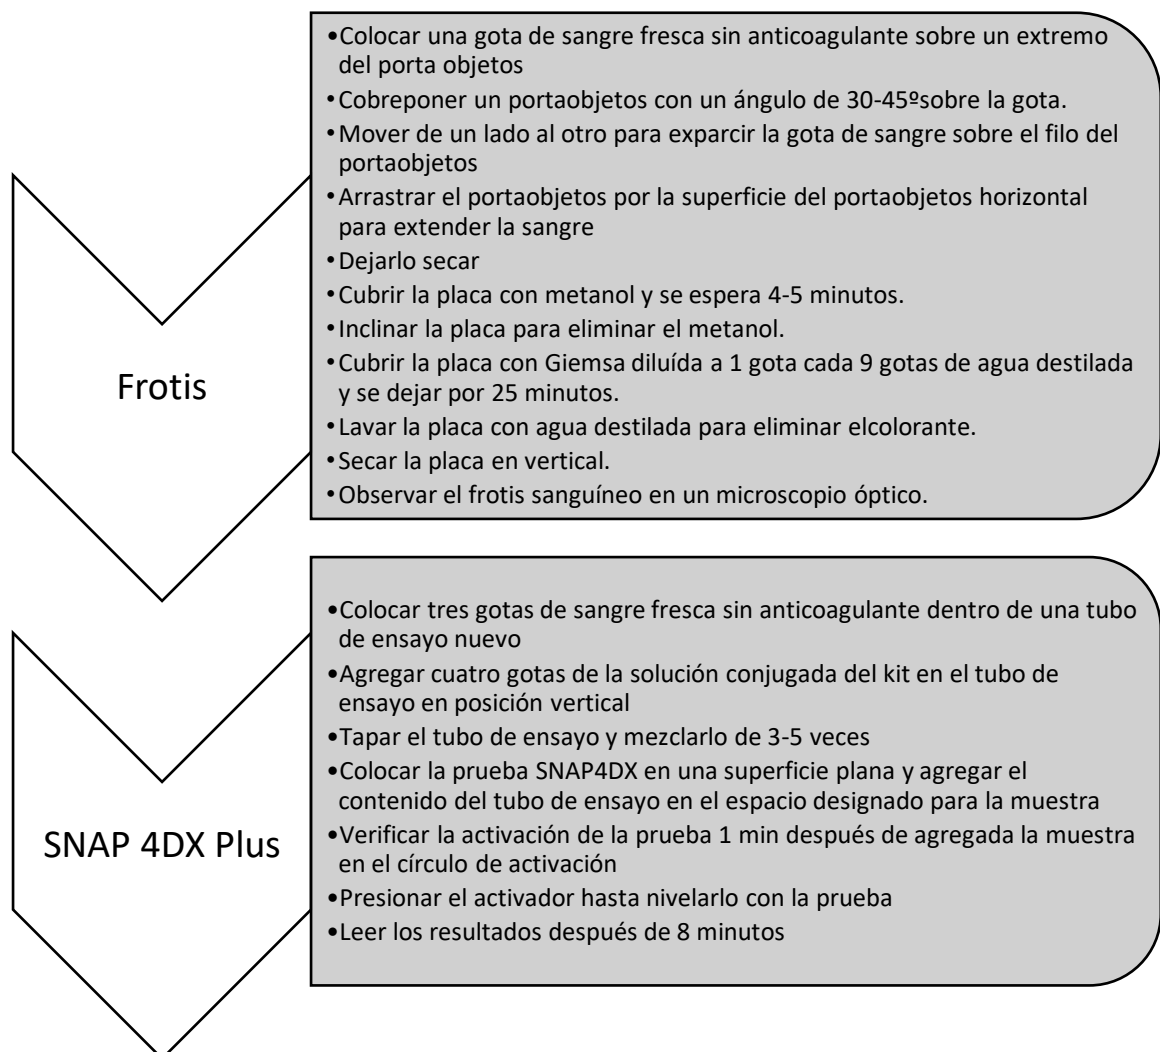 •Colocar una gota de sangre fresca sin anticoagulante sobre un extremo
del porta objetos
•Cobreponer un portaobjetos con un ángulo de 30-45ºsobre la gota.
•Mover de un lado al otro para exparcir la gota de sangre sobre el filo del
portaobjetos
•Arrastrar el portaobjetos por la superficie del portaobjetos horizontal
para extender la sangre
•Dejarlo secar
•Cubrir la placa con metanol y se espera 4-5 minutos.
•Inclinar la placa para eliminar el metanol.
Frotis
•Cubrir la placa con Giemsa diluída a 1 gota cada 9 gotas de agua destilada
y se dejar por 25 minutos.
•Lavar la placa con agua destilada para eliminar elcolorante.
•Secar la placa en vertical.
•Observar el frotis sanguíneo en un microscopio óptico.
•Colocar tres gotas de sangre fresca sin anticoagulante dentro de una tubo
de ensayo nuevo
•Agregar cuatro gotas de la solución conjugada del kit en el tubo de
ensayo en posición vertical
•Tapar el tubo de ensayo y mezclarlo de 3-5 veces
•Colocar la prueba SNAP4DX en una superficie plana y agregar el
contenido del tubo de ensayo en el espacio designado para la muestra
SNAP 4DX Plus
•Verificar la activación de la prueba 1 min después de agregada la muestra
en el círculo de activación
•Presionar el activador hasta nivelarlo con la prueba
•Leer los resultados después de 8 minutos